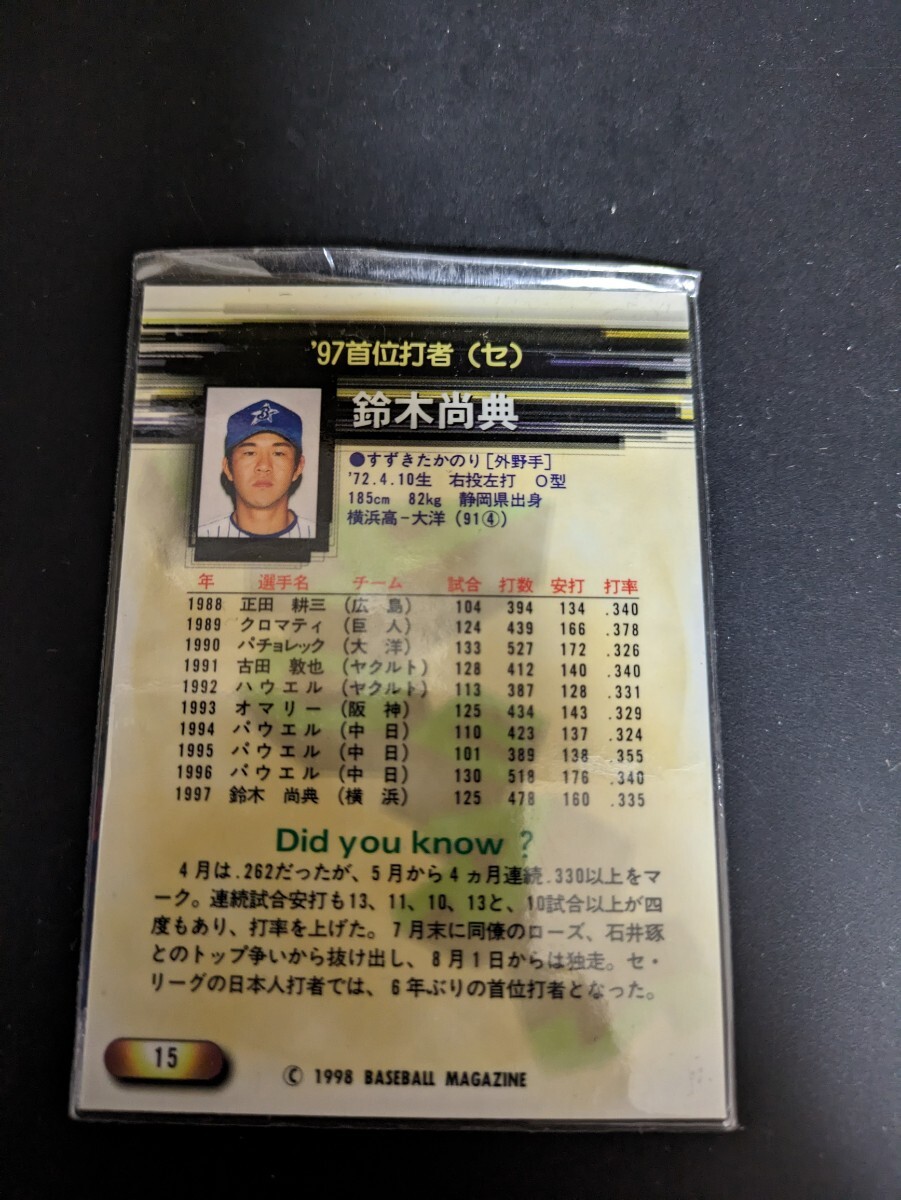 '97首位打者（セ）
鈴木尚典
●すずきたかのり［外野手］
'72.4.10生　右投左打　O型
185cm　82kg　静岡県出身
横浜高－大洋（91④）
年　選手名　チーム　試合　打数　安打　打率
1988　正田　耕三　（広　島）　104　394　134　.340
1989　クロマティ　（巨　人）　124　439　166　.378
1990　パチョレック　（大　洋）　133　527　172　.326
1991　古田　敦也　（ヤクルト）　128　412　140　.340
1992　ハウエル　（ヤクルト）　113　387　128　.331
1993　オマリー　（阪　神）　125　434　143　.329
1994　パウエル　（中　日）　110　423　137　.324
1995　パウエル　（中　日）　101　389　138　.355
1996　パウエル　（中　日）　130　518　176　.340
1997　鈴木　尚典　（横　浜）　125　478　160　.335
Did you know ?
4月は.262だったが、5月から4ヵ月連続.330以上をマ
ーク。連続試合安打も13、11、10、13と、10試合以上が四
度もあり、打率を上げた。7月末に同僚のローズ、石井琢
とのトップ争いから抜け出し、8月1日からは独走。セ・
リーグの日本人打者では、6年ぶりの首位打者となった。
15
© 1998 BASEBALL MAGAZINE